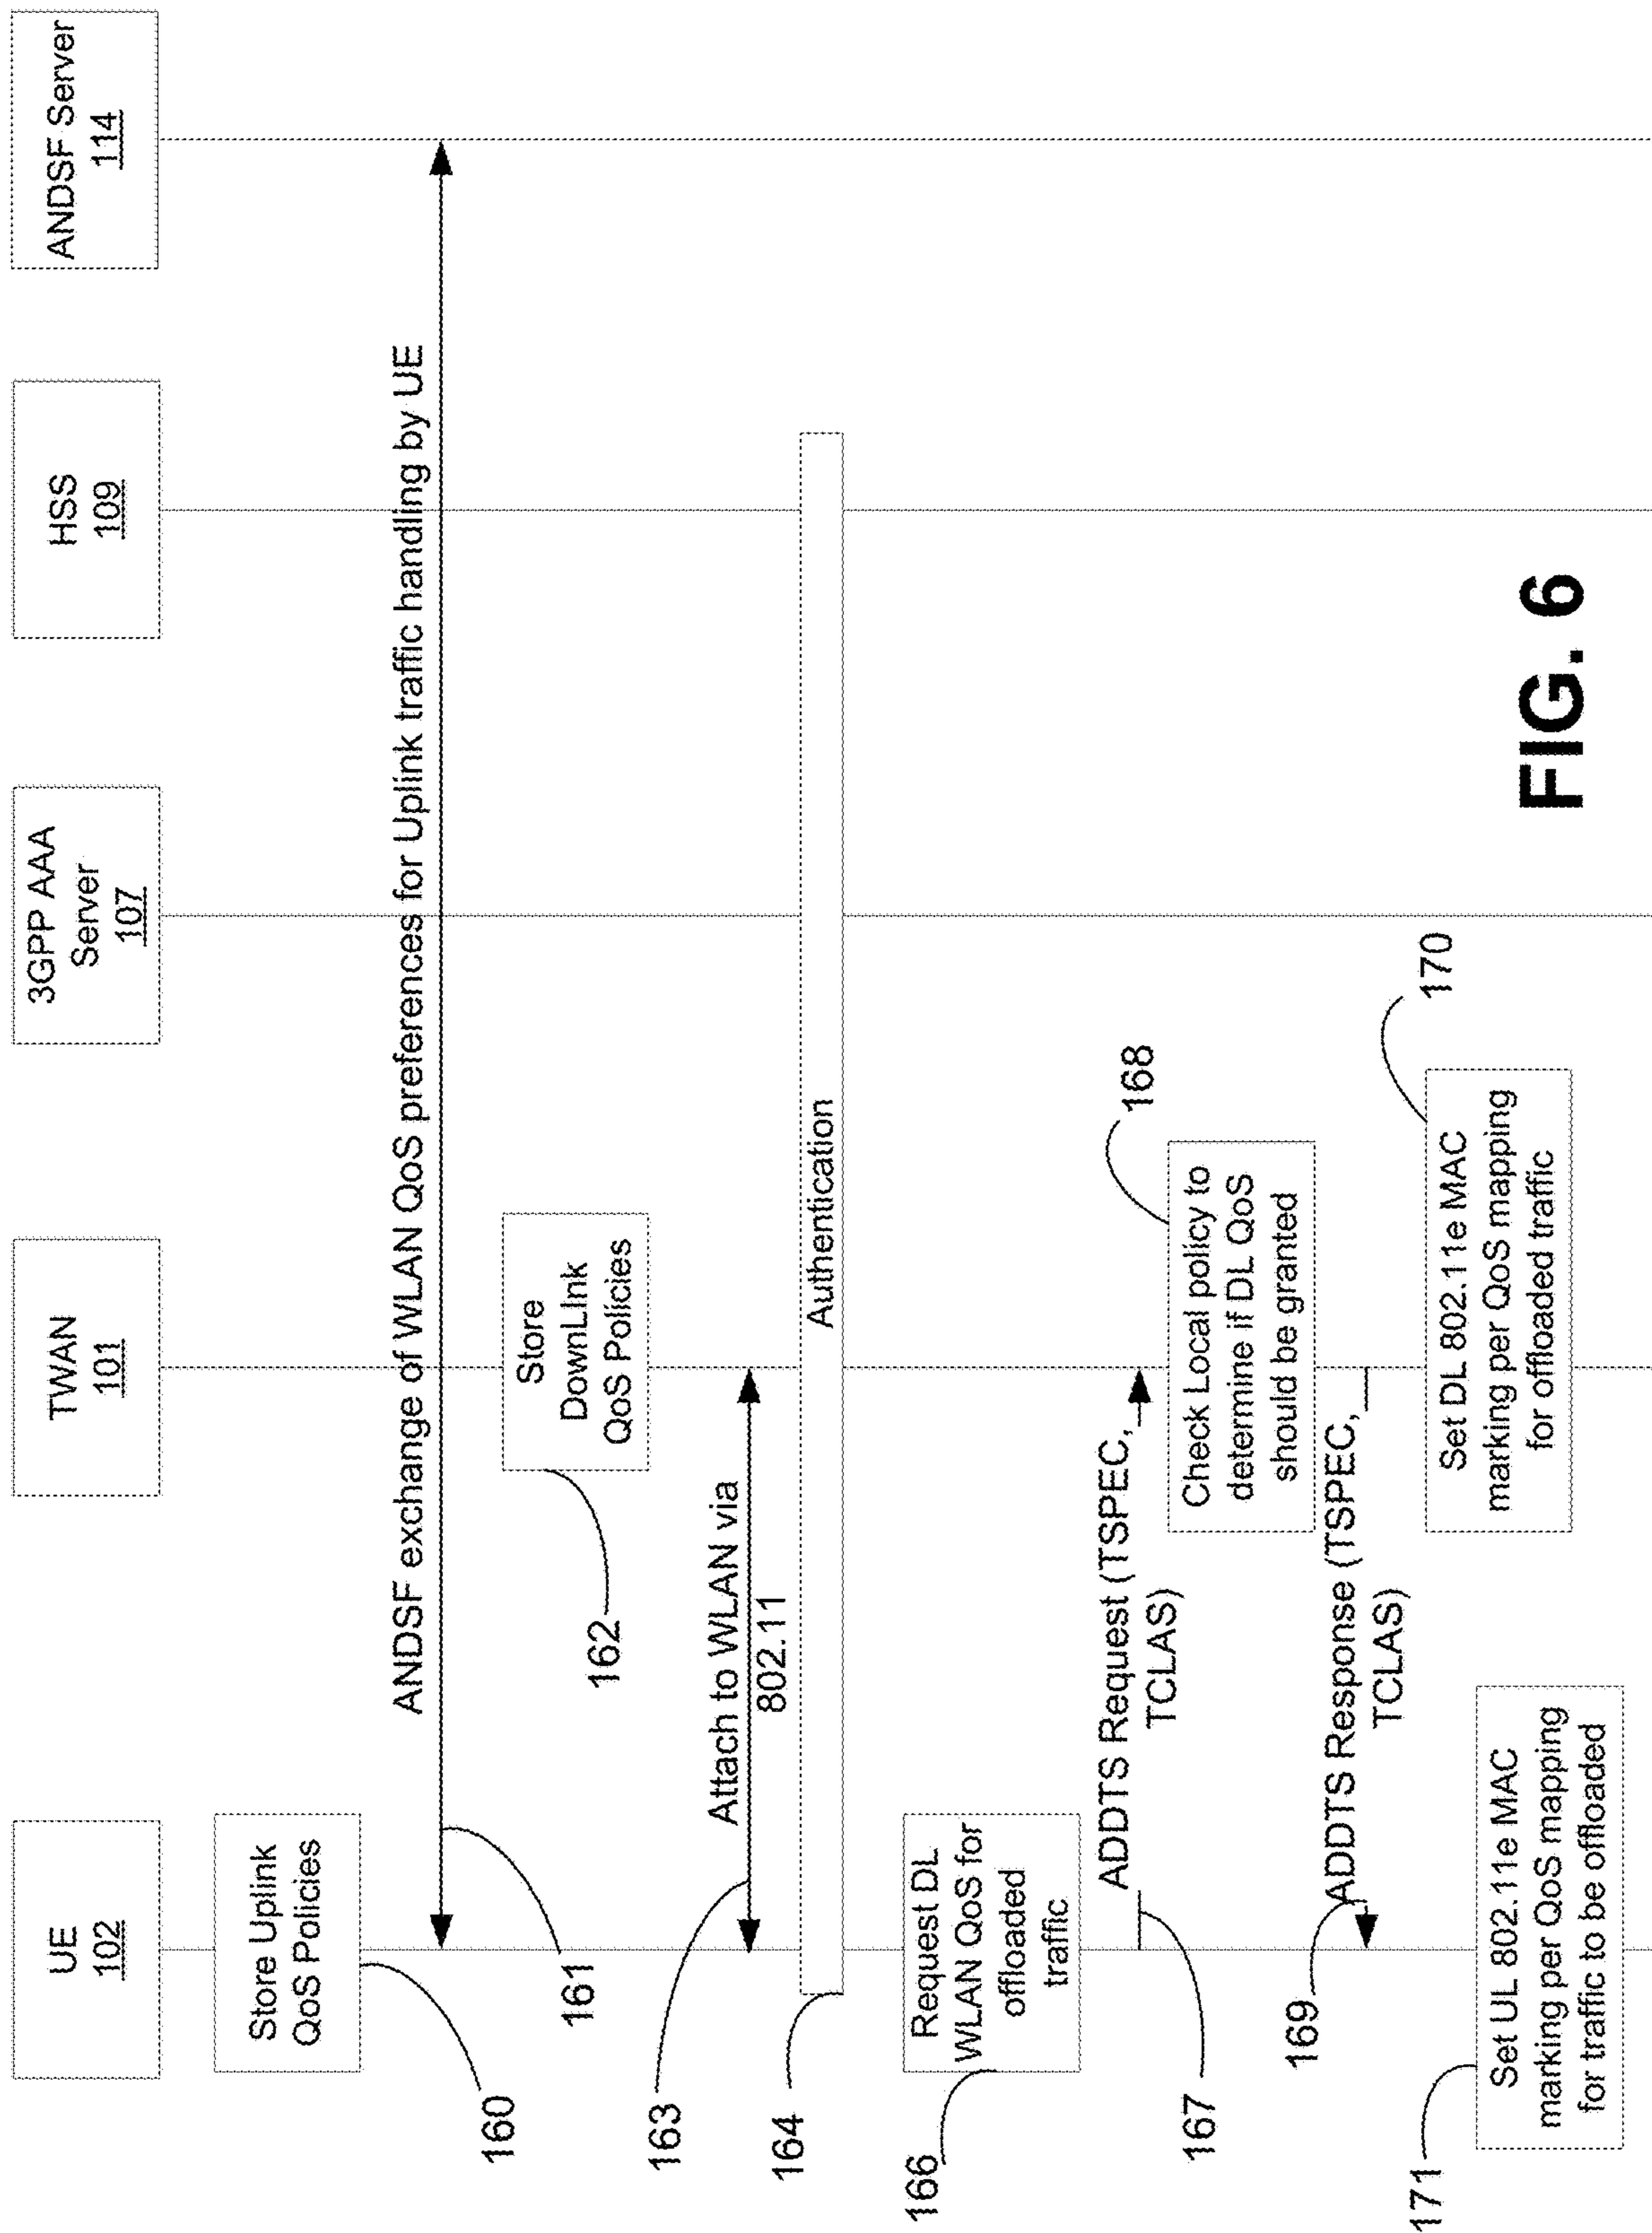 UE
102
TWAN
101
3GPP AAA
Server
107
HSS
109
ANDSF Server
114
Store Uplink
QoS Policies
160
ANDSF exchange of WLAN QoS preferences for Uplink traffic handling by UE
161
Store
DownLInk
QoS Policies
162
Attach to WLAN via
802.11
163
Authentication
164
Request DL
WLAN QoS for
offloaded
traffic
166
ADDTS Request (TSPEC,
TCLAS)
167
Check Local policy to
determine if DL QoS
should be granted
168
ADDTS Response (TSPEC,
TCLAS)
169
Set DL 802.11e MAC
marking per QoS mapping
for offloaded traffic
170
Set UL 802.11e MAC
marking per QoS mapping
for traffic to be offloaded
171
FIG. 6